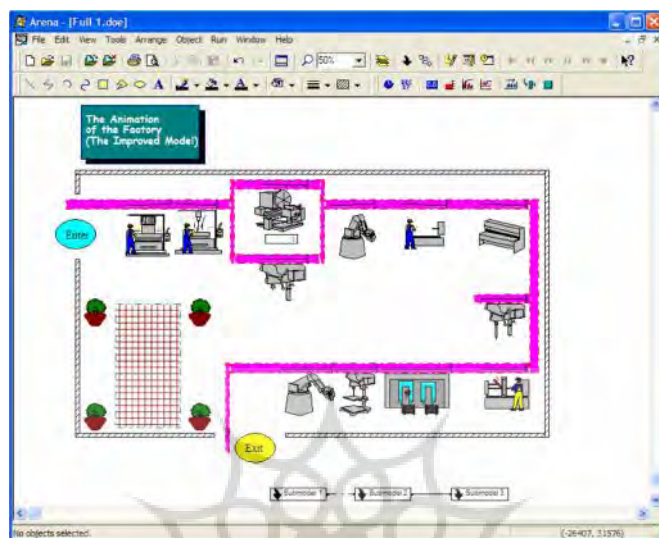 Arena - [Full 1.doe]
File Edit View Tools Arrange Object Run Window Help
50%
The Animation
of the Factory
(The Improved Model)
Enter
Exit
Submodel 1
Submodel 2
Submodel 3
No objects selected.
(-26407, 31576)